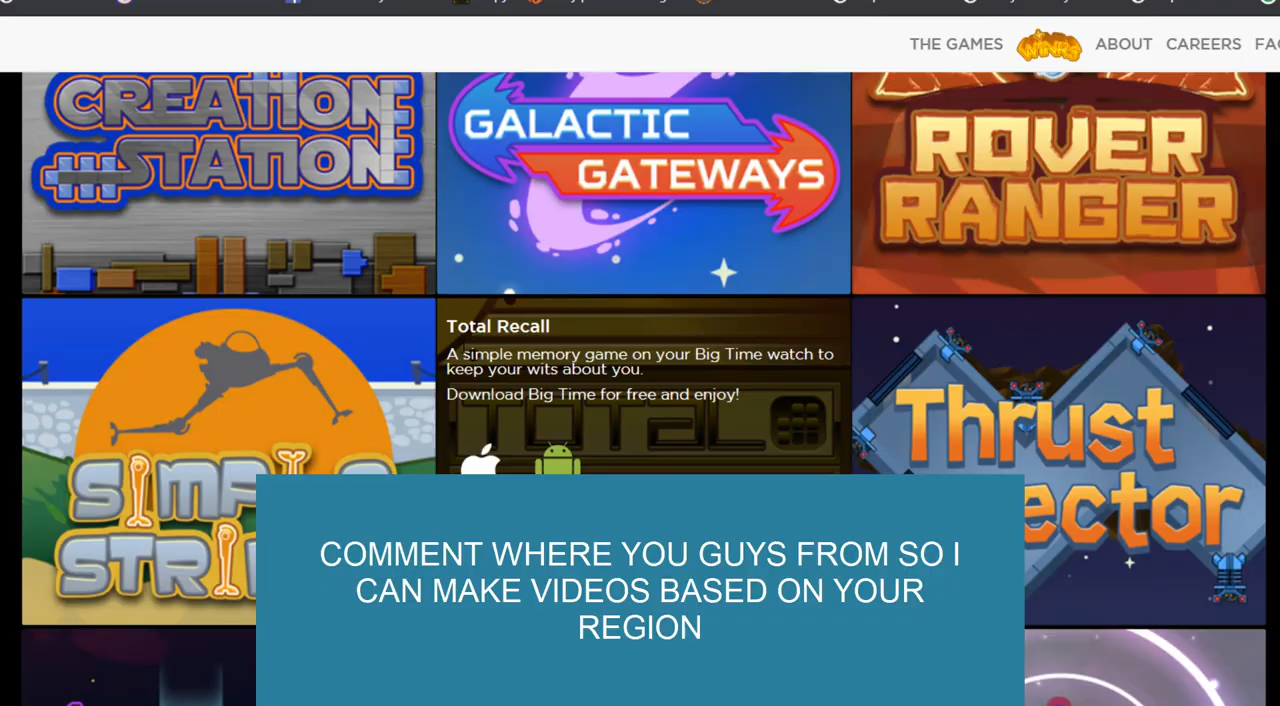 THE GAMES
WINR
ABOUT
CAREERS
CREATION
STATION
GALACTIC
GATEWAYS
ROVER
RANGER
Total Recall
A simple memory game on your Big Time watch to
keep your wits about you.
Download Big Time for free and enjoy!
TOTAL
Thrust
COMMENT WHERE YOU GUYS FROM SO I
CAN MAKE VIDEOS BASED ON YOUR
REGION